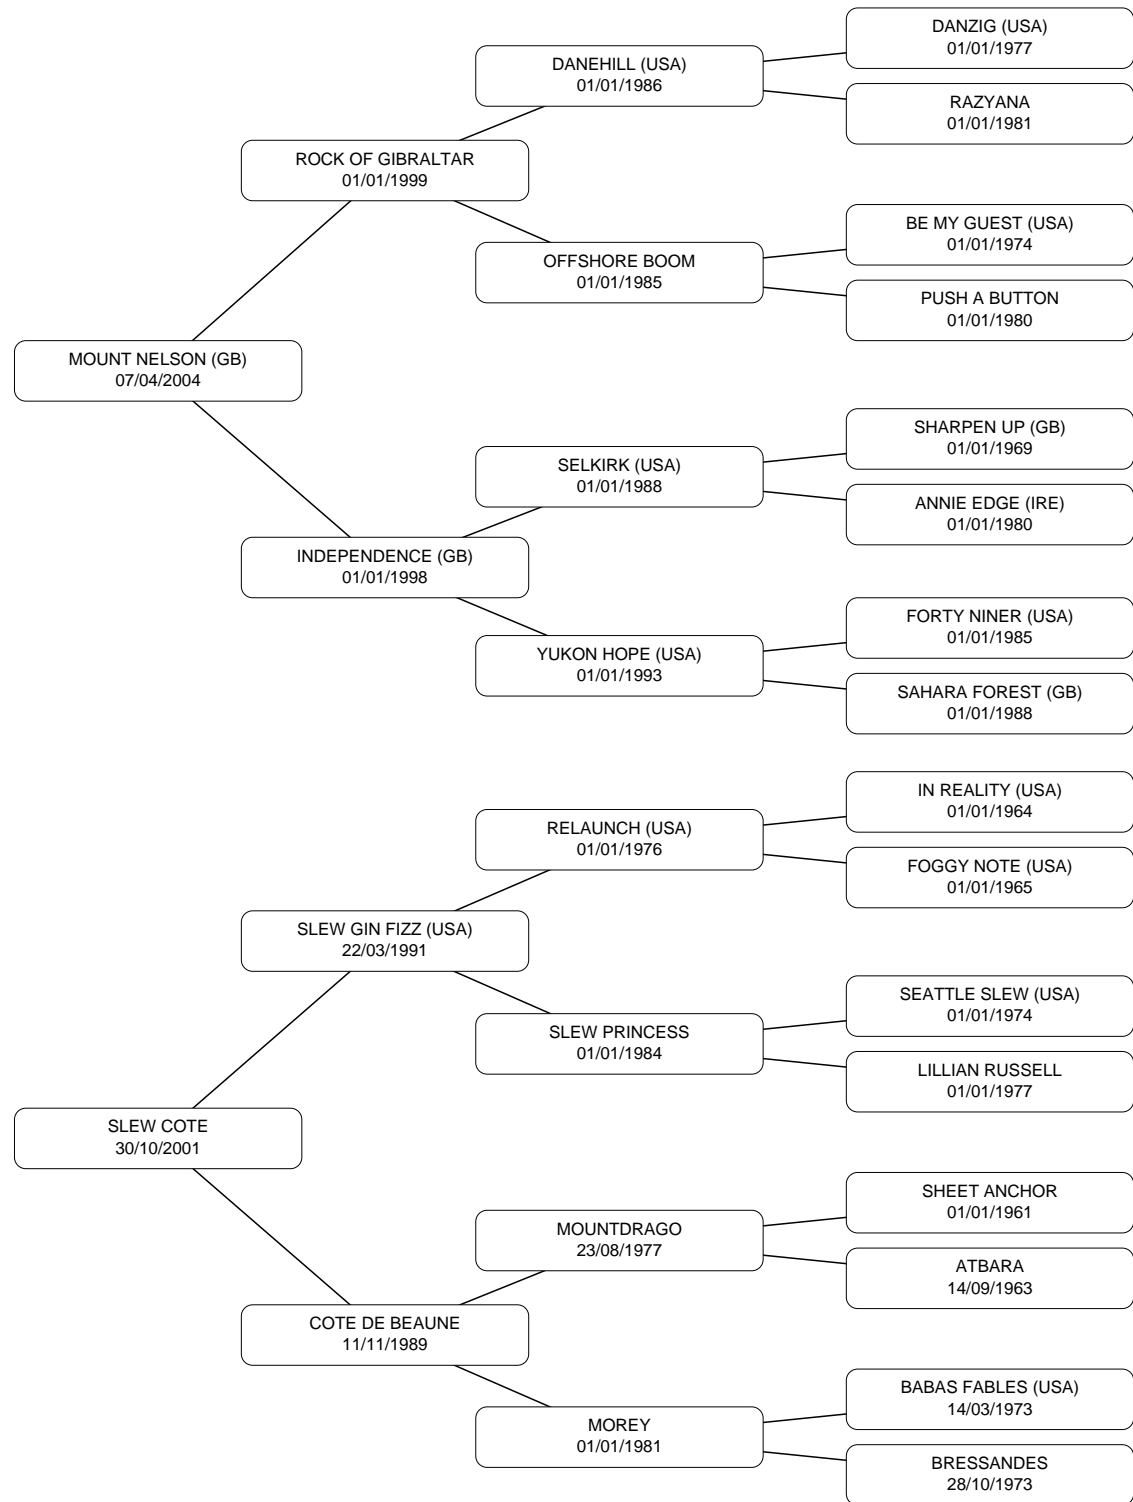 DANZIG (USA)
01/01/1977
DANEHILL (USA)
01/01/1986
RAZYANA
01/01/1981
ROCK OF GIBRALTAR
01/01/1999
BE MY GUEST (USA)
01/01/1974
OFFSHORE BOOM
01/01/1985
PUSH A BUTTON
01/01/1980
MOUNT NELSON (GB)
07/04/2004
SHARPEN UP (GB)
01/01/1969
SELKIRK (USA)
01/01/1988
ANNIE EDGE (IRE)
01/01/1980
INDEPENDENCE (GB)
01/01/1998
FORTY NINER (USA)
01/01/1985
YUKON HOPE (USA)
01/01/1993
SAHARA FOREST (GB)
01/01/1988
IN REALITY (USA)
01/01/1964
RELAUNCH (USA)
01/01/1976
FOGGY NOTE (USA)
01/01/1965
SLEW GIN FIZZ (USA)
22/03/1991
SEATTLE SLEW (USA)
01/01/1974
SLEW PRINCESS
01/01/1984
LILLIAN RUSSELL
01/01/1977
SLEW COTE
30/10/2001
SHEET ANCHOR
01/01/1961
MOUNTDRAGO
23/08/1977
ATBARA
14/09/1963
COTE DE BEAUNE
11/11/1989
BABAS FABLES (USA)
14/03/1973
MOREY
01/01/1981
BRESSANDES
28/10/1973